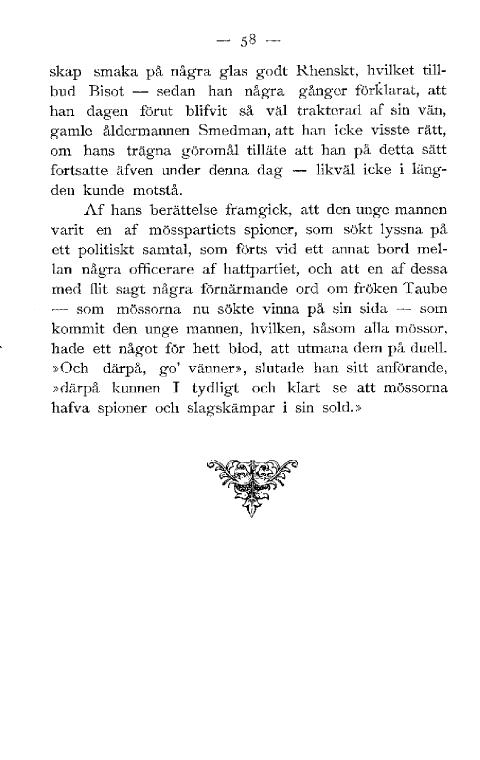 — 58 —
skap smaka på några glas godt Rhenskt, hvilket till-
bud Bisot — sedan han några gånger förklarat, att
han dagen förut blifvit så väl trakterad af sin vän,
gamle åldermannen Smedman, att han icke visste rätt,
om hans trägna göromål tilläte att han på detta sätt
fortsatte äfven under denna dag — likväl icke i läng-
den kunde motstå.
Af hans berättelse framgick, att den unge mannen
varit en af mösspartiets spioner, som sökt lyssna på
ett politiskt samtal, som förts vid ett annat bord mel-
lan några officerare af hattpartiet, och att en af dessa
med flit sagt några förnärmande ord om fröken Taube
— som mössorna nu sökte vinna på sin sida — som
kommit den unge mannen, hvilken, såsom alla mössor,
hade ett något för hett blod, att utmana dem på duell.
»Och därpå, go' vänner», slutade han sitt anförande,
»därpå kunnen I tydligt och klart se att mössorna
hafva spioner och slagskämpar i sin sold.»